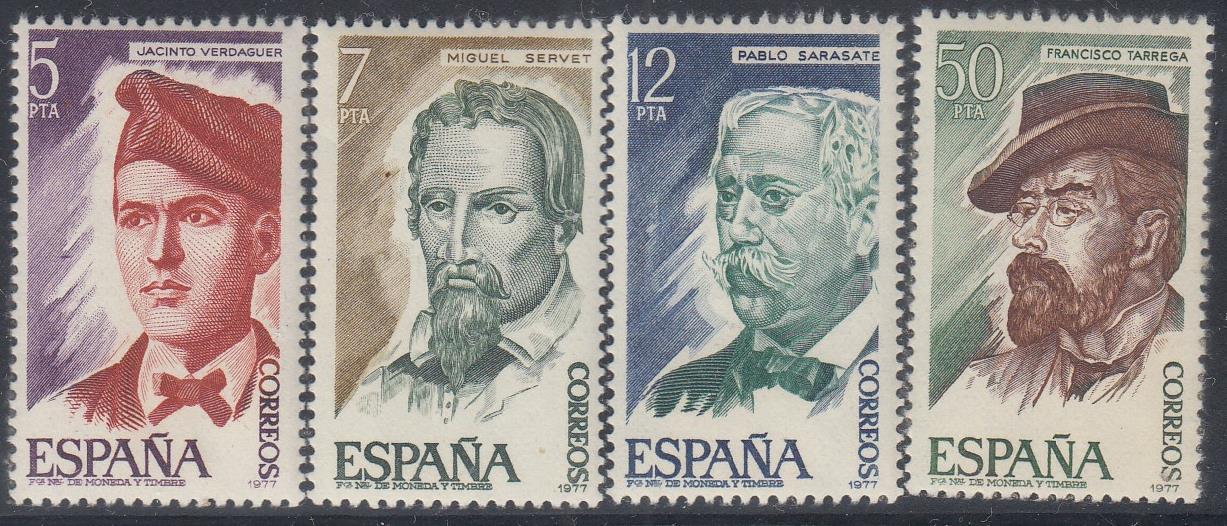 5
PTA
JACINTO VERDAGUER
CORREOS
ESPAÑA
FCA NAL DE MONEDA Y TIMBRE
1977
7
PTA
MIGUEL SERVET
CORREOS
ESPAÑA
FCA NAL DE MONEDA Y TIMBRE
1977
12
PTA
PABLO SARASATE
CORREOS
ESPAÑA
FCA NAL DE MONEDA Y TIMBRE
1977
50
PTA
FRANCISCO TARREGA
CORREOS
ESPAÑA
FCA NAL DE MONEDA Y TIMBRE
1977